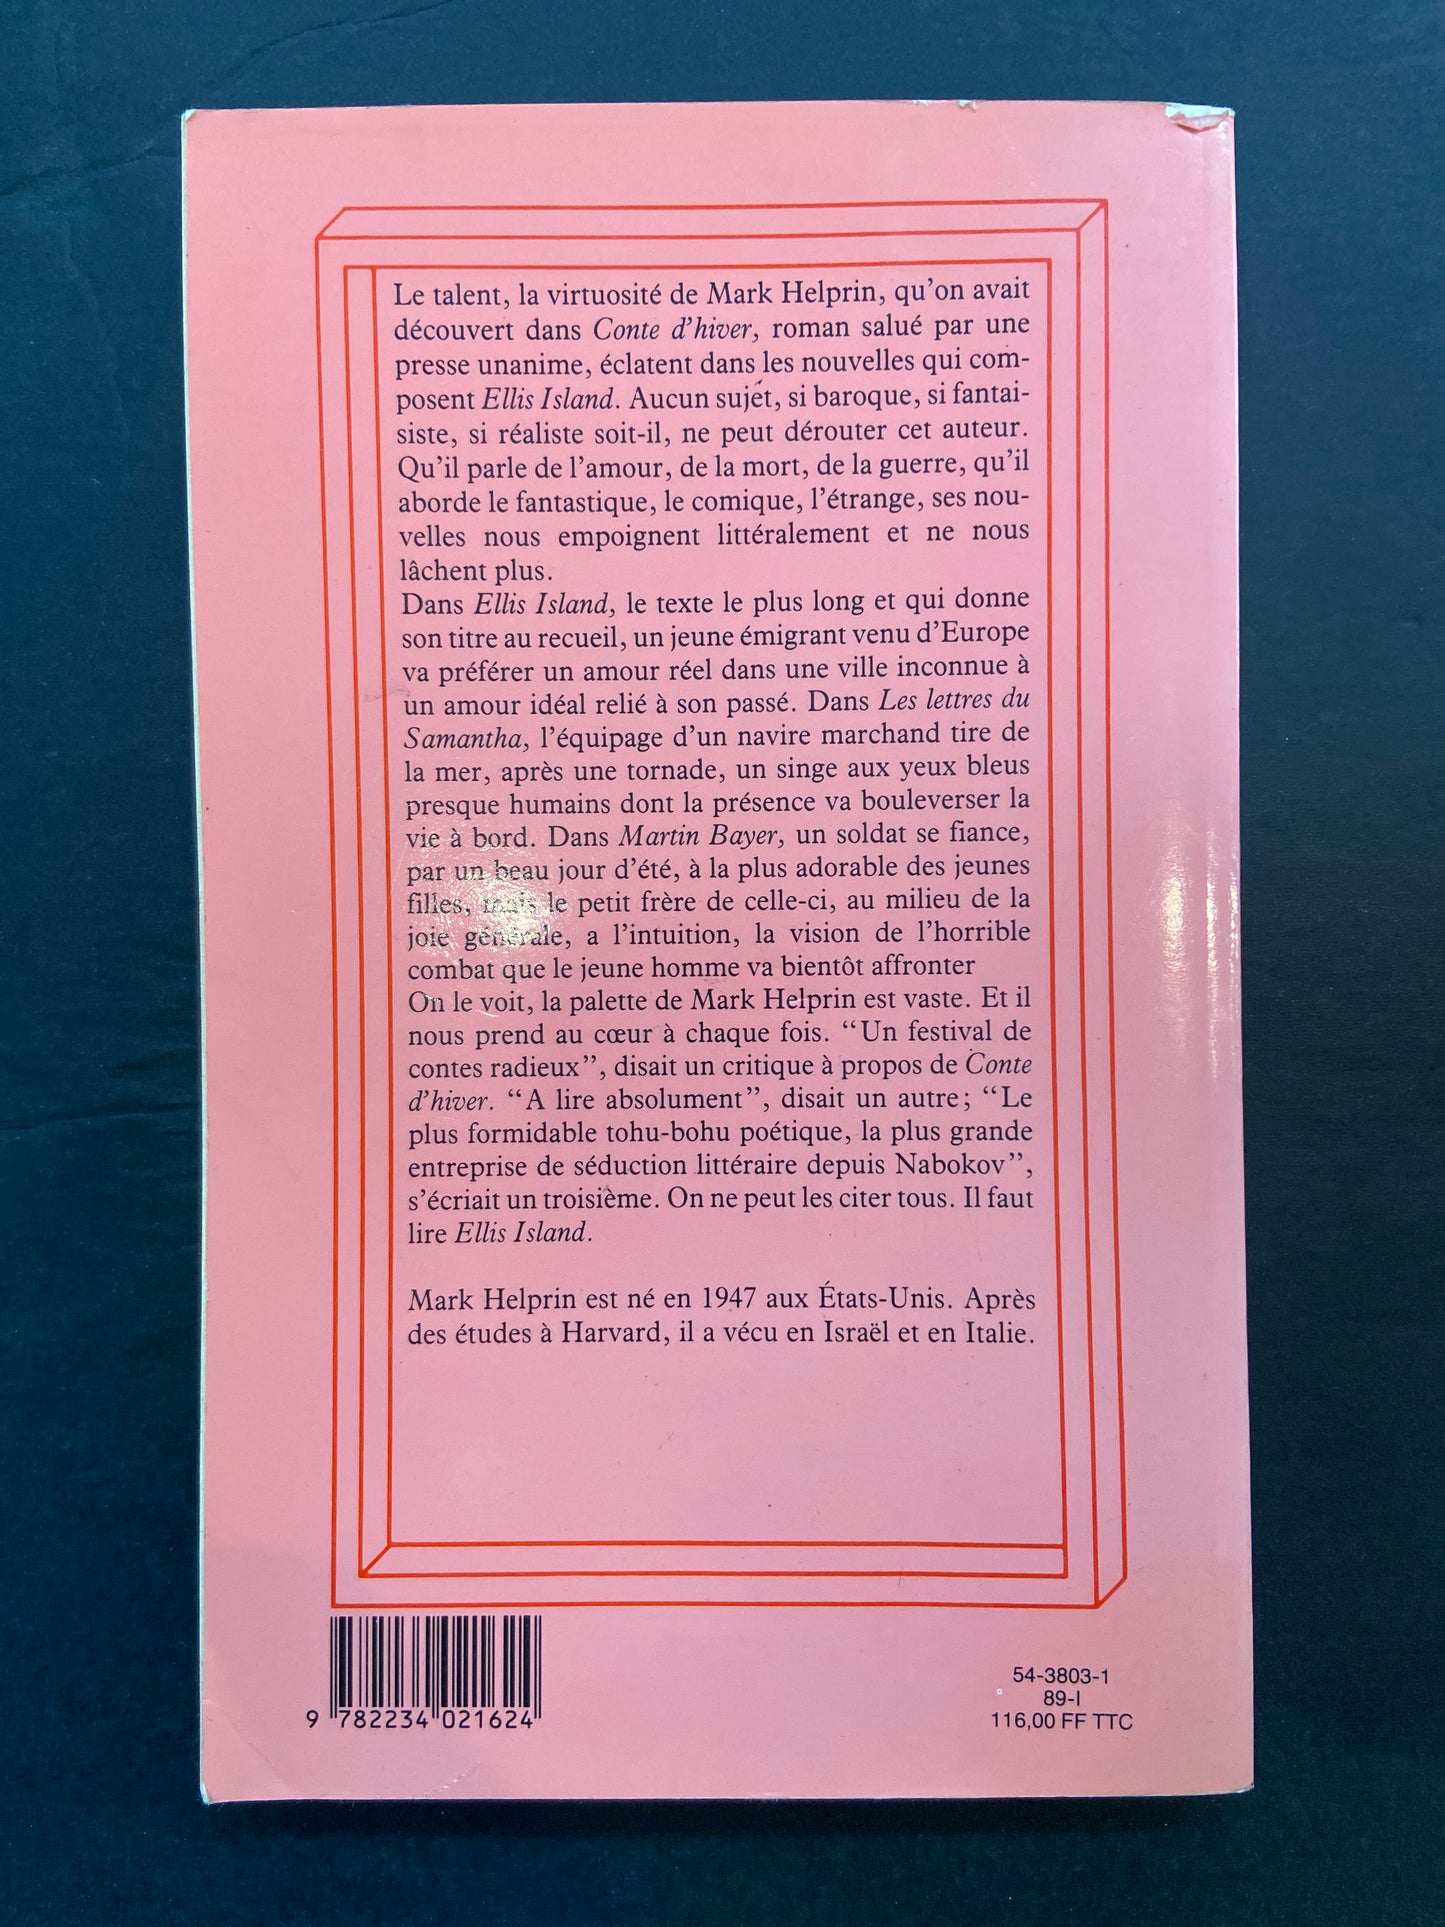 Le talent, la virtuosité de Mark Helprin, qu’on avait
découvert dans Conte d’hiver, roman salué par une
presse unanime, éclatent dans les nouvelles qui com-
posent Ellis Island. Aucun sujet, si baroque, si fantai-
siste, si réaliste soit-il, ne peut dérouter cet auteur.
Qu’il parle de l’amour, de la mort, de la guerre, qu’il
aborde le fantastique, le comique, l’étrange, ses nou-
velles nous empoignent littéralement et ne nous
lâchent plus.
Dans Ellis Island, le texte le plus long et qui donne
son titre au recueil, un jeune émigrant venu d’Europe
va préférer un amour réel dans une ville inconnue à
un amour idéal relié à son passé. Dans Les lettres du
Samantha, l’équipage d’un navire marchand tire de
la mer, après une tornade, un singe aux yeux bleus
presque humains dont la présence va bouleverser la
vie à bord. Dans Martin Bayer, un soldat se fiance,
par un beau jour d’été, à la plus adorable des jeunes
filles, mais le petit frère de celle-ci, au milieu de la
joie générale, a l’intuition, la vision de l’horrible
combat que le jeune homme va bientôt affronter
On le voit, la palette de Mark Helprin est vaste. Et il
nous prend au cœur à chaque fois. “Un festival de
contes radieux”, disait un critique à propos de Conte
d’hiver. “A lire absolument”, disait un autre; “Le
plus formidable tohu-bohu poétique, la plus grande
entreprise de séduction littéraire depuis Nabokov”,
s’écriait un troisième. On ne peut les citer tous. Il faut
lire Ellis Island.
Mark Helprin est né en 1947 aux États-Unis. Après
des études à Harvard, il a vécu en Israël et en Italie.
9 782234 021624
54-3803-1
89-I
116,00 FF TTC